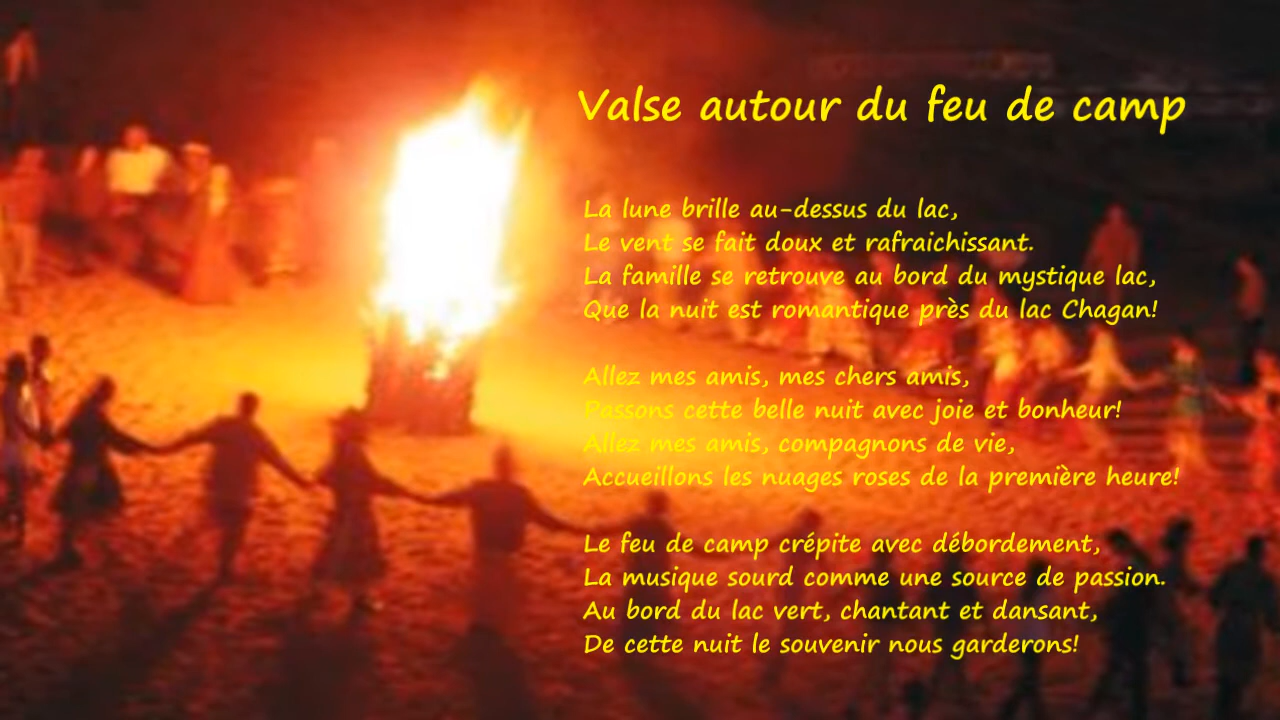 Valse autour du feu de camp
La lune brille au-dessus du lac,
Le vent se fait doux et rafraichissant.
La famille se retrouve au bord du mystique lac,
Que la nuit est romantique près du lac Chagan!
Allez mes amis, mes chers amis,
Passons cette belle nuit avec joie et bonheur!
Allez mes amis, compagnons de vie,
Accueillons les nuages roses de la première heure!
Le feu de camp crépite avec débordement,
La musique sourd comme une source de passion.
Au bord du lac vert, chantant et dansant,
De cette nuit le souvenir nous garderons!